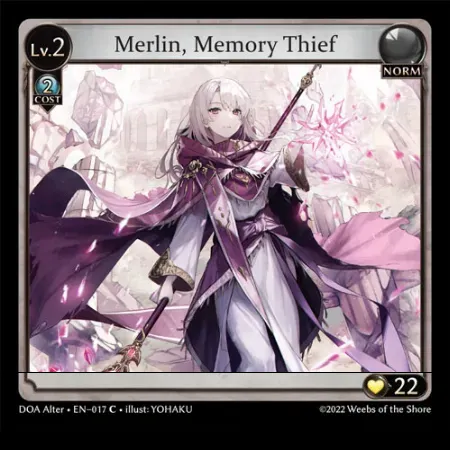 Lv.2
Merlin, Memory Thief
NORM
2
COST
22
DOA Alter • EN-017 C • illust: YOHAKU
©2022 Weebs of the Shore